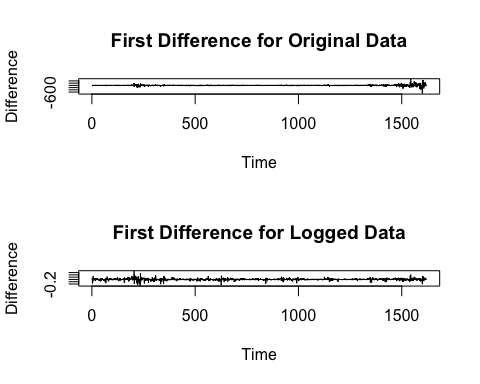 First Difference for Original Data
Difference
-600
0 500 1000 1500
Time
First Difference for Logged Data
Difference
-0.2
0 500 1000 1500
Time